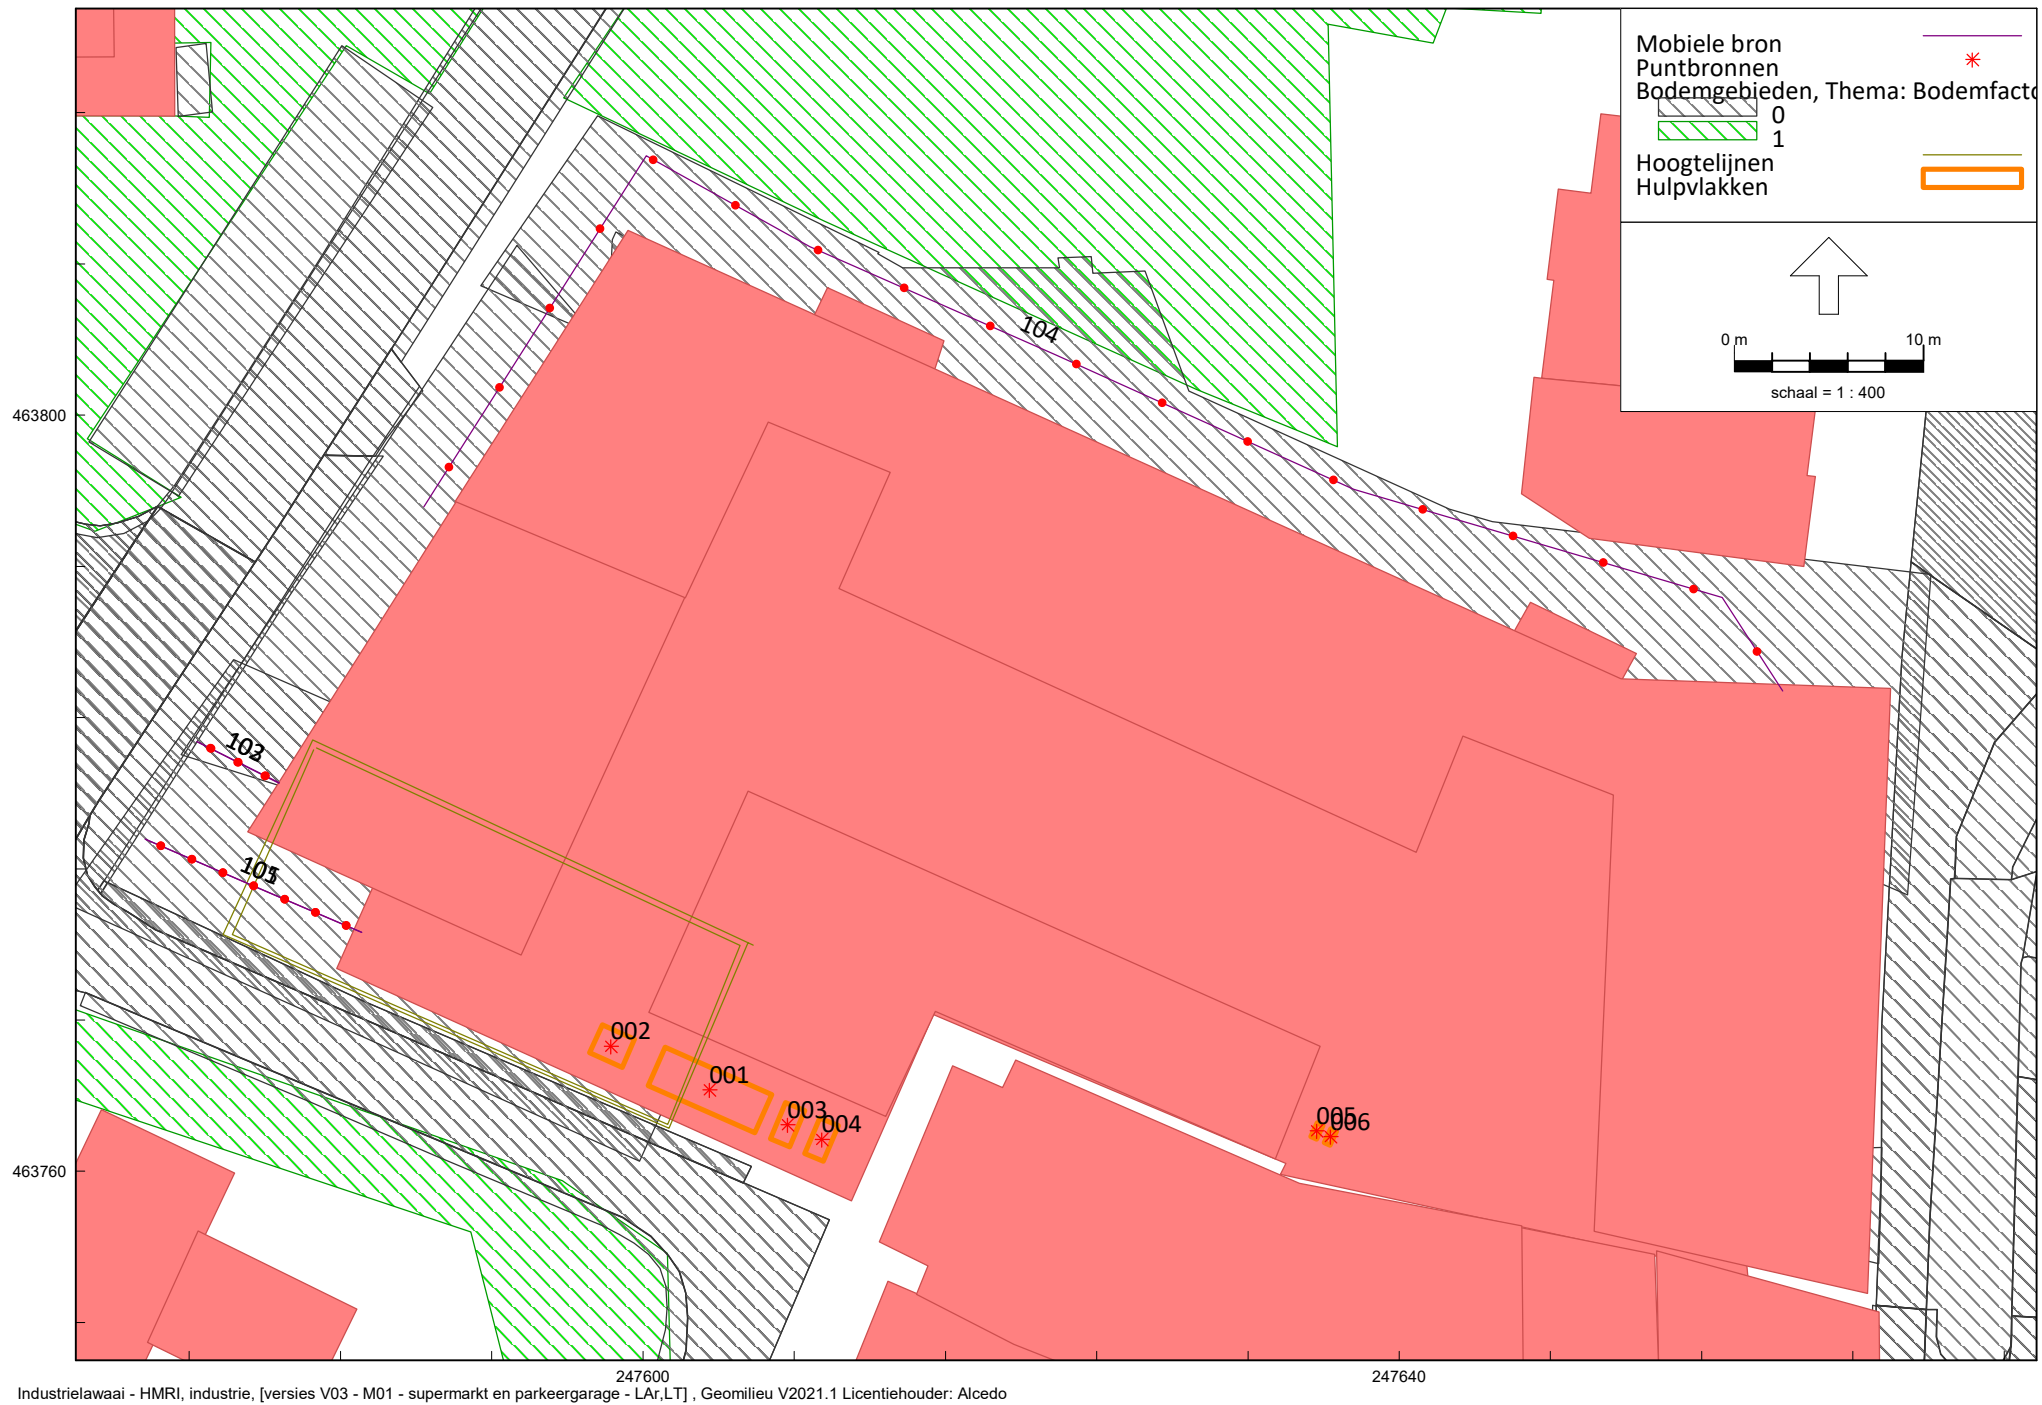 Mobiele bron
Puntbronnen
Bodemgebieden, Thema: Bodemfacto
0
1
Hoogtelijnen
Hulpvlakken
0 m 10 m
schaal = 1 : 400
104
463800
103
101
002
001
003
004
005
006
463760
247600 247640
Industrielawaai - HMRI, industrie, [versies V03 - M01 - supermarkt en parkeergarage - LAr,LT] , Geomilieu V2021.1 Licentiehouder: Alcedo